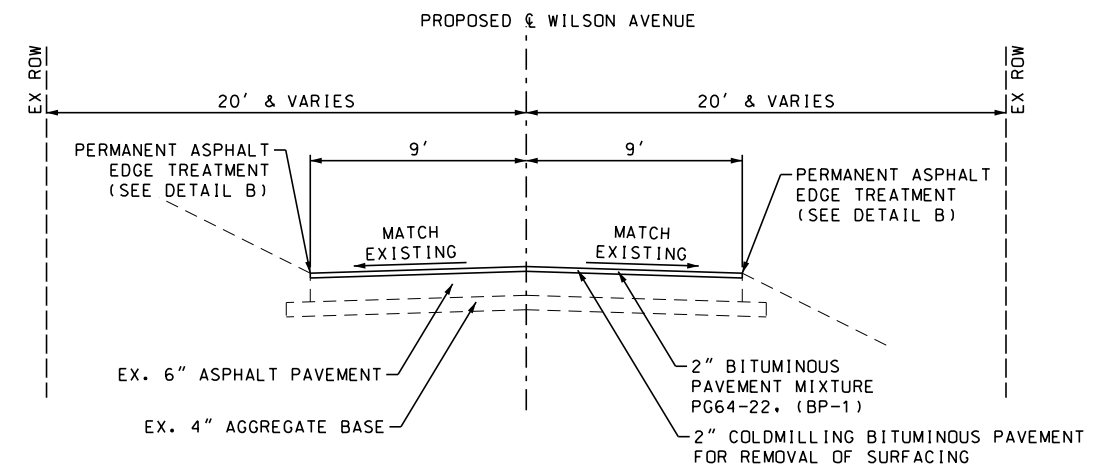 PROPOSED ℄ WILSON AVENUE
EX ROW
EX ROW
20' & VARIES
20' & VARIES
9'
9'
PERMANENT ASPHALT
EDGE TREATMENT
(SEE DETAIL B)
PERMANENT ASPHALT
EDGE TREATMENT
(SEE DETAIL B)
MATCH
EXISTING
MATCH
EXISTING
EX. 6" ASPHALT PAVEMENT
EX. 4" AGGREGATE BASE
2" BITUMINOUS
PAVEMENT MIXTURE
PG64-22, (BP-1)
2" COLDMILLING BITUMINOUS PAVEMENT
FOR REMOVAL OF SURFACING